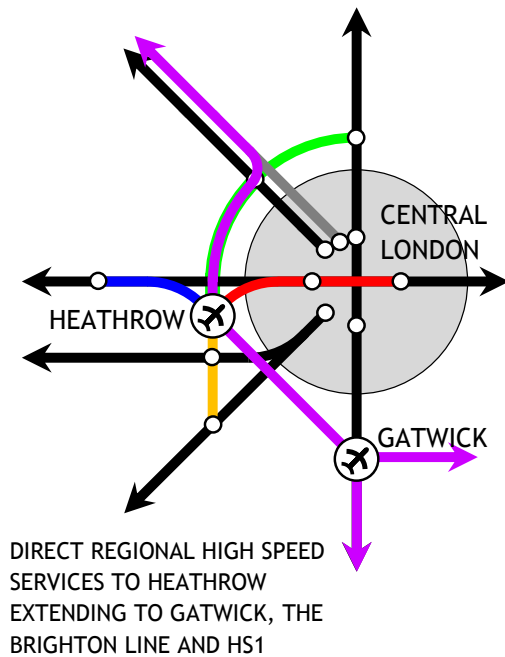 CENTRAL
LONDON
HEATHROW
GATWICK
DIRECT REGIONAL HIGH SPEED
SERVICES TO HEATHROW
EXTENDING TO GATWICK, THE
BRIGHTON LINE AND HS1